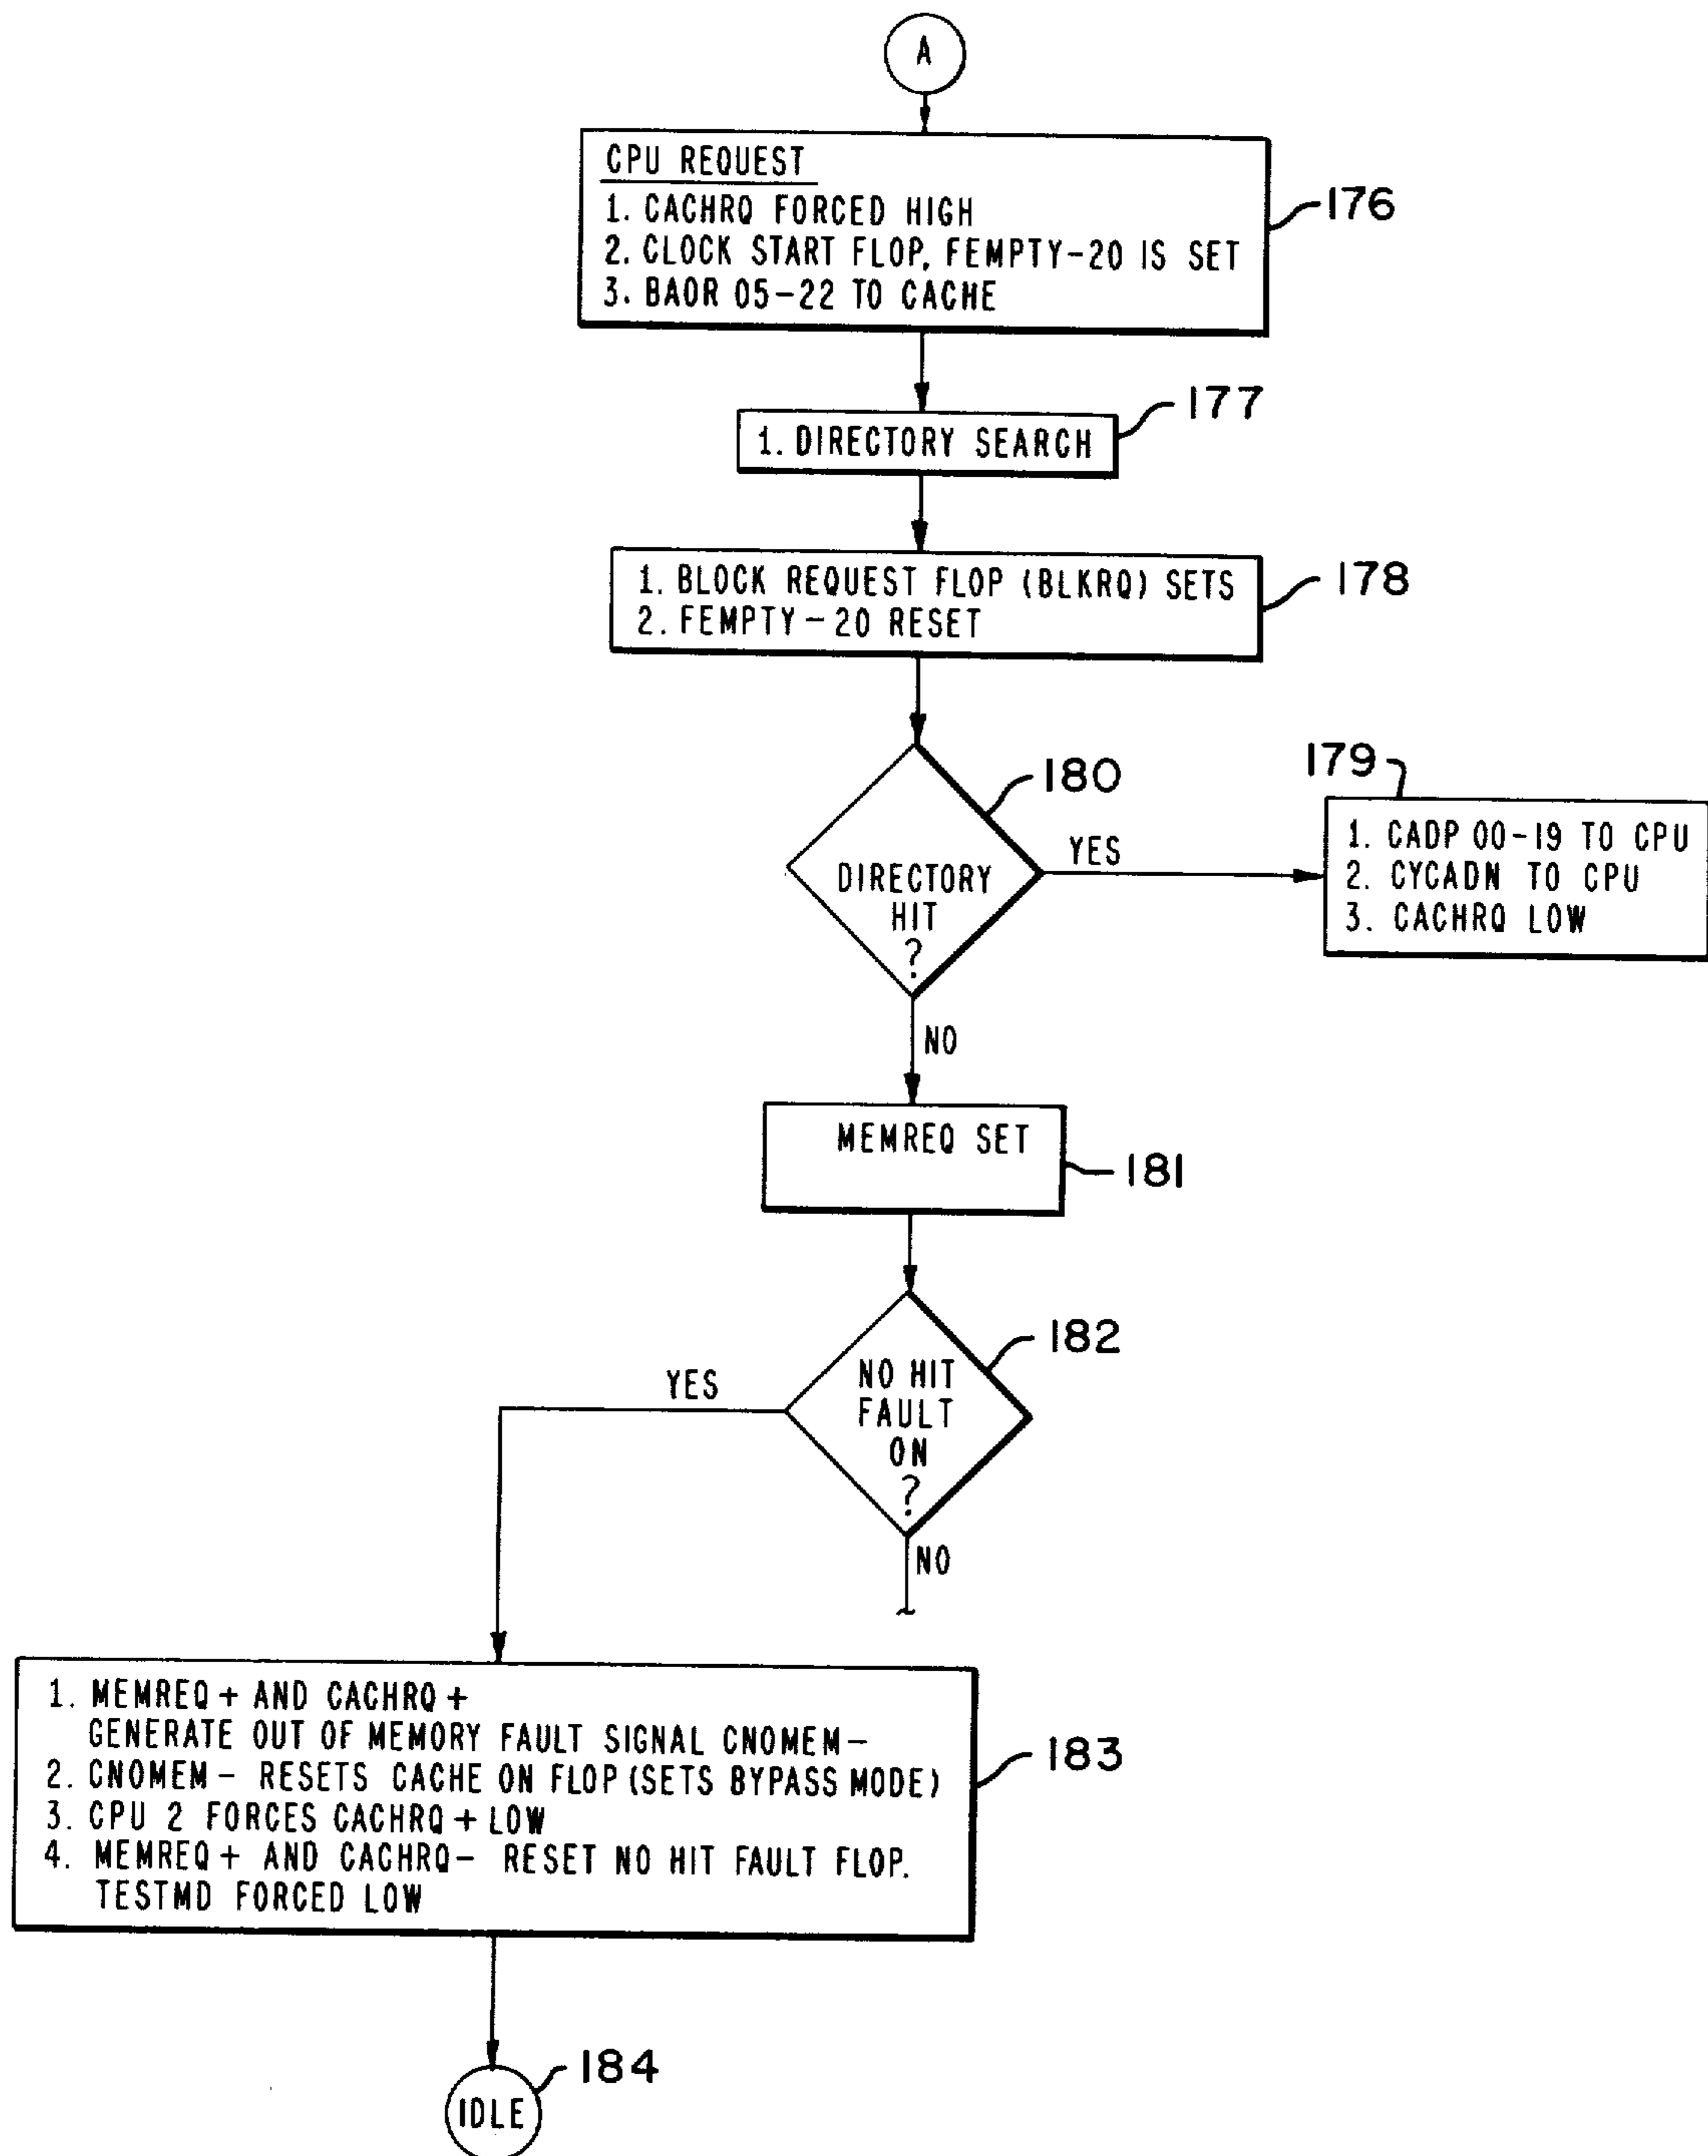 A
CPU REQUEST
1. CACHRQ FORCED HIGH
2. CLOCK START FLOP, FEMPTY-20 IS SET
3. BAOR 05-22 TO CACHE
176
1. DIRECTORY SEARCH
177
1. BLOCK REQUEST FLOP (BLKRQ) SETS
2. FEMPTY-20 RESET
178
180
DIRECTORY
HIT
?
YES
179
1. CADP 00-19 TO CPU
2. CYCADN TO CPU
3. CACHRQ LOW
NO
MEMREQ SET
181
182
NO HIT
FAULT
ON
?
YES
NO
1. MEMREQ+ AND CACHRQ+
GENERATE OUT OF MEMORY FAULT SIGNAL CNOMEM-
2. CNOMEM- RESETS CACHE ON FLOP (SETS BYPASS MODE)
3. CPU 2 FORCES CACHRQ+ LOW
4. MEMREQ+ AND CACHRQ- RESET NO HIT FAULT FLOP.
TESTMD FORCED LOW
183
184
IDLE